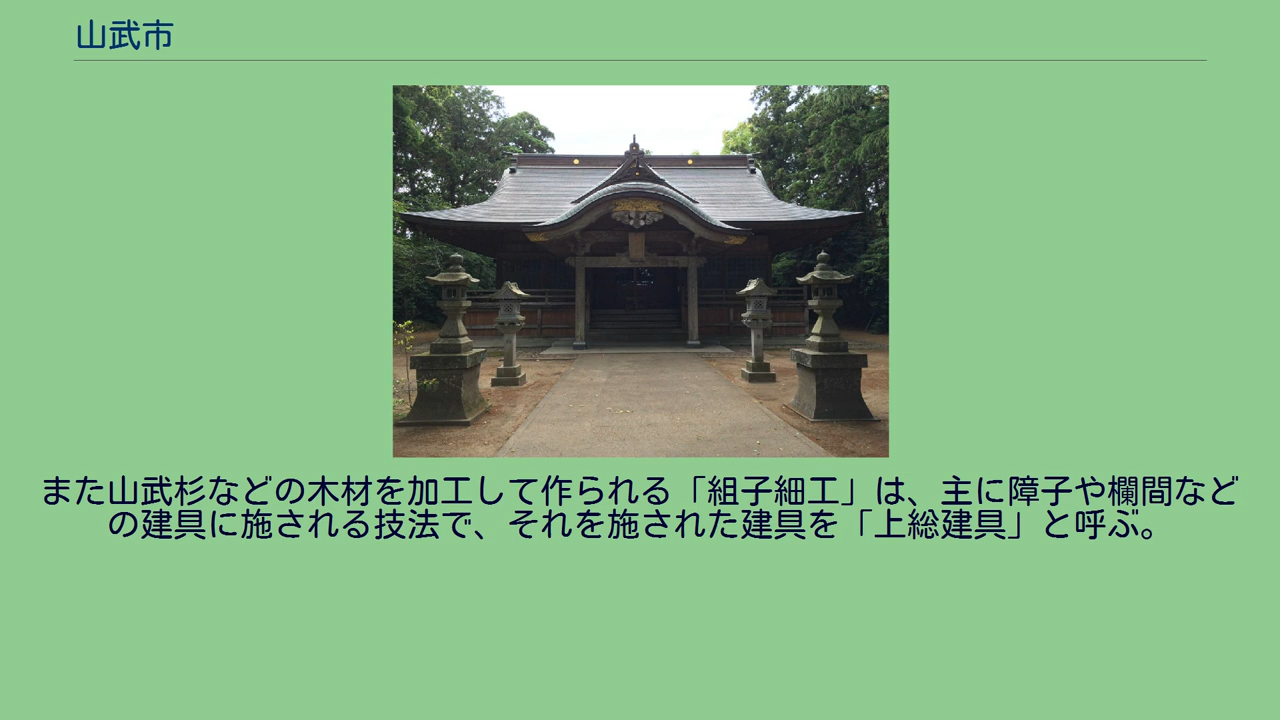 山武市
また山武杉などの木材を加工して作られる「組子細工」は、主に障子や欄間など
の建具に施される技法で、それを施された建具を「上総建具」と呼ぶ。